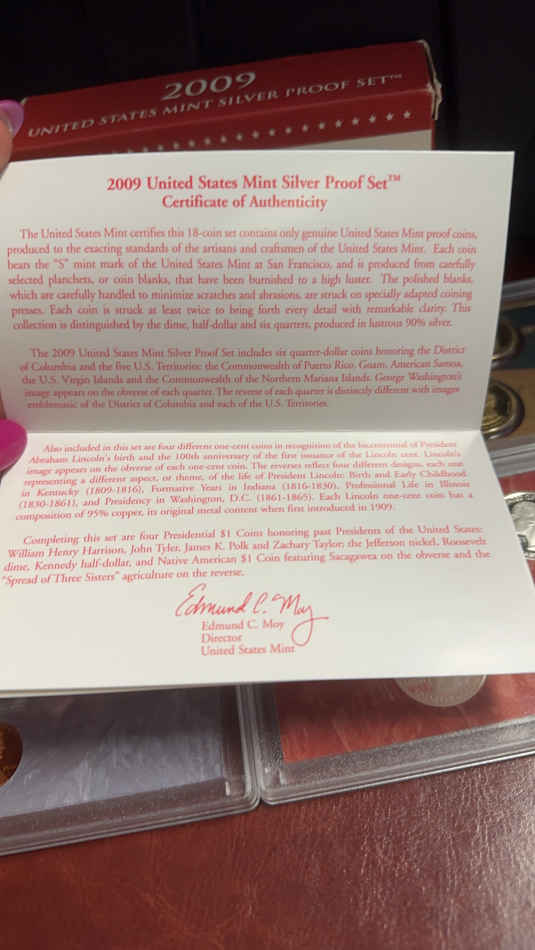 2009
UNITED STATES MINT SILVER PROOF SET™
2009 United States Mint Silver Proof Set™
Certificate of Authenticity
The United States Mint certifies this 18-coin set contains only genuine United States Mint proof coins,
produced to the exacting standards of the artisans and craftsmen of the United States Mint. Each coin
bears the "S" mint mark of the United States Mint at San Francisco, and is produced from carefully
selected planchets, or coin blanks, that have been burnished to a high luster. The polished blanks,
which are carefully handled to minimize scratches and abrasions, are struck on specially adapted coining
presses. Each coin is struck at least twice to bring forth every detail with remarkable clarity. This
collection is distinguished by the dime, half-dollar and six quarters, produced in lustrous 90% silver.
The 2009 United States Mint Silver Proof Set includes six quarter-dollar coins honoring the District
of Columbia and the five U.S. Territories: the Commonwealth of Puerto Rico, Guam, American Samoa,
the U.S. Virgin Islands and the Commonwealth of the Northern Mariana Islands. George Washington's
image appears on the obverse of each quarter. The reverse of each quarter is distinctly different with images
emblematic of the District of Columbia and each of the U.S. Territories.
Also included in this set are four different one-cent coins in recognition of the bicentennial of President
Abraham Lincoln's birth and the 100th anniversary of the first issuance of the Lincoln cent. Lincoln's
image appears on the obverse of each one-cent coin. The reverses reflect four different designs, each one
representing a different aspect, or theme, of the life of President Lincoln: Birth and Early Childhood
in Kentucky (1809-1816), Formative Years in Indiana (1816-1830), Professional Life in Illinois
(1830-1861), and Presidency in Washington, D.C. (1861-1865). Each Lincoln one-cent coin has a
composition of 95% copper, its original metal content when first introduced in 1909.
Completing this set are four Presidential $1 Coins honoring past Presidents of the United States:
William Henry Harrison, John Tyler, James K. Polk and Zachary Taylor; the Jefferson nickel, Roosevelt
dime, Kennedy half-dollar, and Native American $1 Coin featuring Sacagawea on the obverse and the
"Spread of Three Sisters" agriculture on the reverse.
Edmund C. Moy
Edmund C. Moy
Director
United States Mint